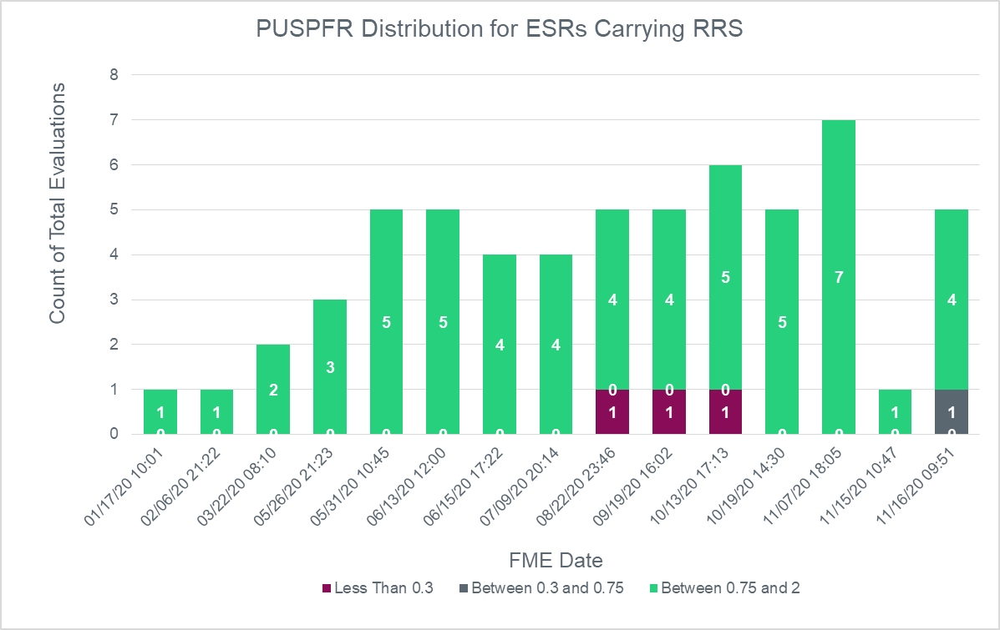 PUSPFR Distribution for ESRs Carrying RRS
Count of Total Evaluations
8
7
6
5
4
3
2
1
0
1 1 2 3 5 5 4 4 4 4 5 5 7 1 4
0 0 0 0 0 0 0 0 0 0 0 0 0 0 1
1 1 1 0
01/17/20 10:01
02/06/20 21:22
03/22/20 08:10
05/26/20 21:23
05/31/20 10:45
06/13/20 12:00
06/15/20 17:22
07/09/20 20:14
08/22/20 23:46
09/19/20 16:02
10/13/20 17:13
10/19/20 14:30
11/07/20 18:05
11/15/20 10:47
11/16/20 09:51
FME Date
Less Than 0.3
Between 0.3 and 0.75
Between 0.75 and 2